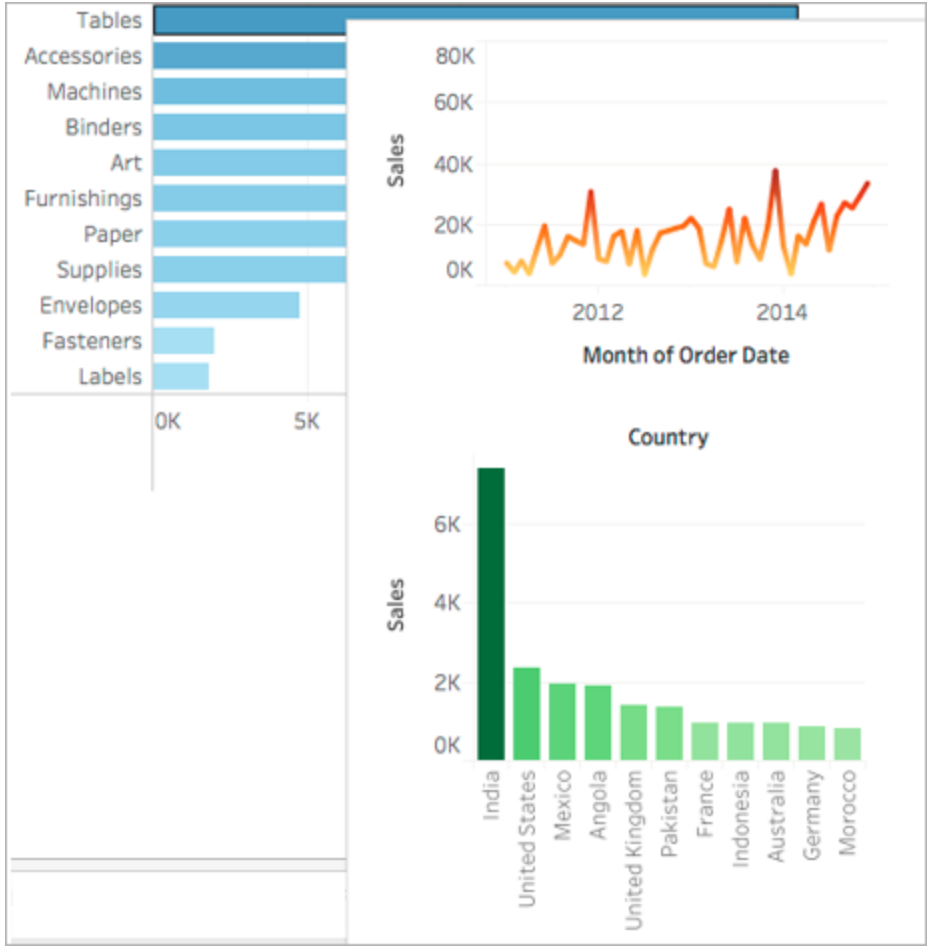 Tables
Accessories
Machines
Binders
Art
Furnishings
Paper
Supplies
Envelopes
Fasteners
Labels
0K 5K
80K
60K
40K
20K
0K
Sales
2012 2014
Month of Order Date
Country
6K
4K
2K
0K
Sales
India
United States
Mexico
Angola
United Kingdom
Pakistan
France
Indonesia
Australia
Germany
Morocco